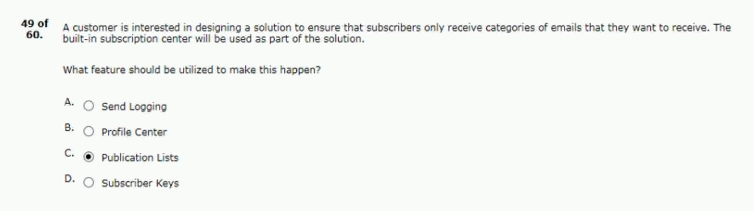 49 of
60.
A customer is interested in designing a solution to ensure that subscribers only receive categories of emails that they want to receive. The
built-in subscription center will be used as part of the solution.
What feature should be utilized to make this happen?
A. Send Logging
B. Profile Center
C. Publication Lists
D. Subscriber Keys